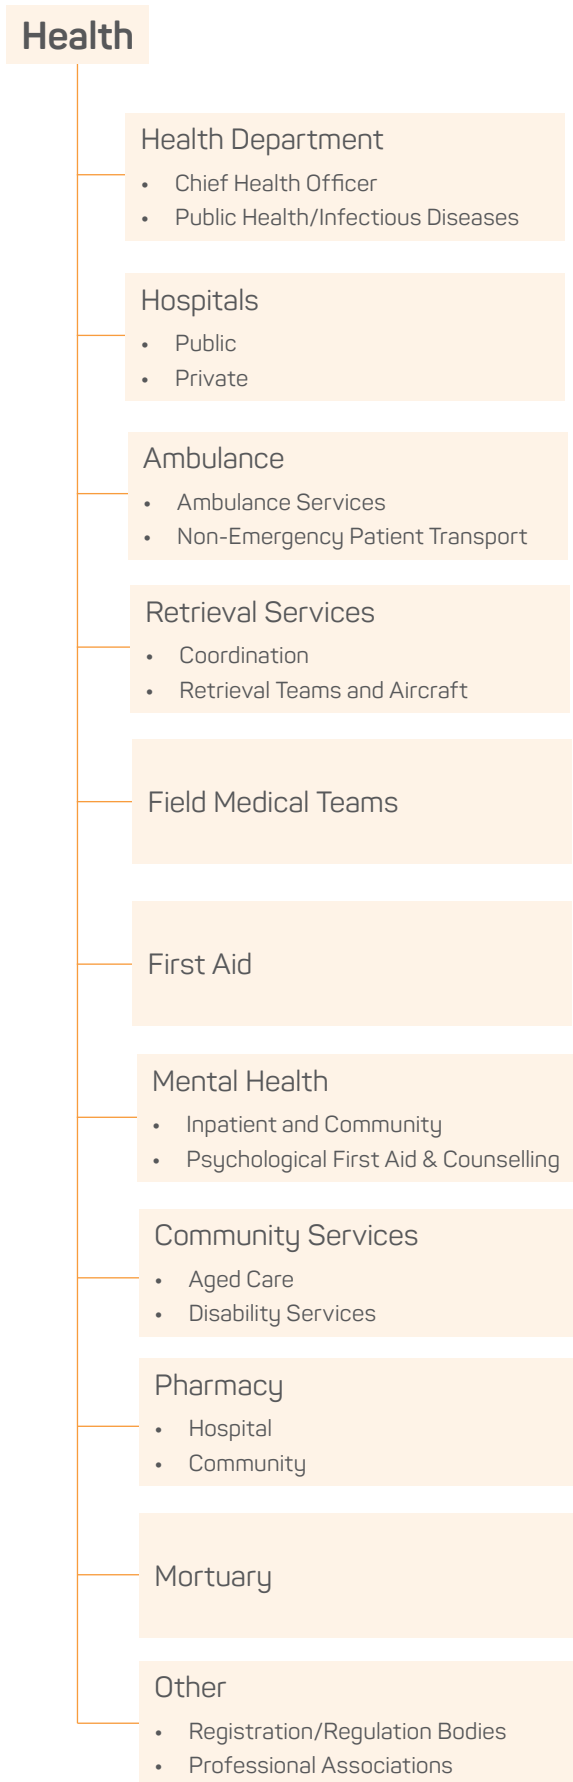 Health
Health Department
• Chief Health Officer
• Public Health/Infectious Diseases
Hospitals
• Public
• Private
Ambulance
• Ambulance Services
• Non-Emergency Patient Transport
Retrieval Services
• Coordination
• Retrieval Teams and Aircraft
Field Medical Teams
First Aid
Mental Health
• Inpatient and Community
• Psychological First Aid & Counselling
Community Services
• Aged Care
• Disability Services
Pharmacy
• Hospital
• Community
Mortuary
Other
• Registration/Regulation Bodies
• Professional Associations